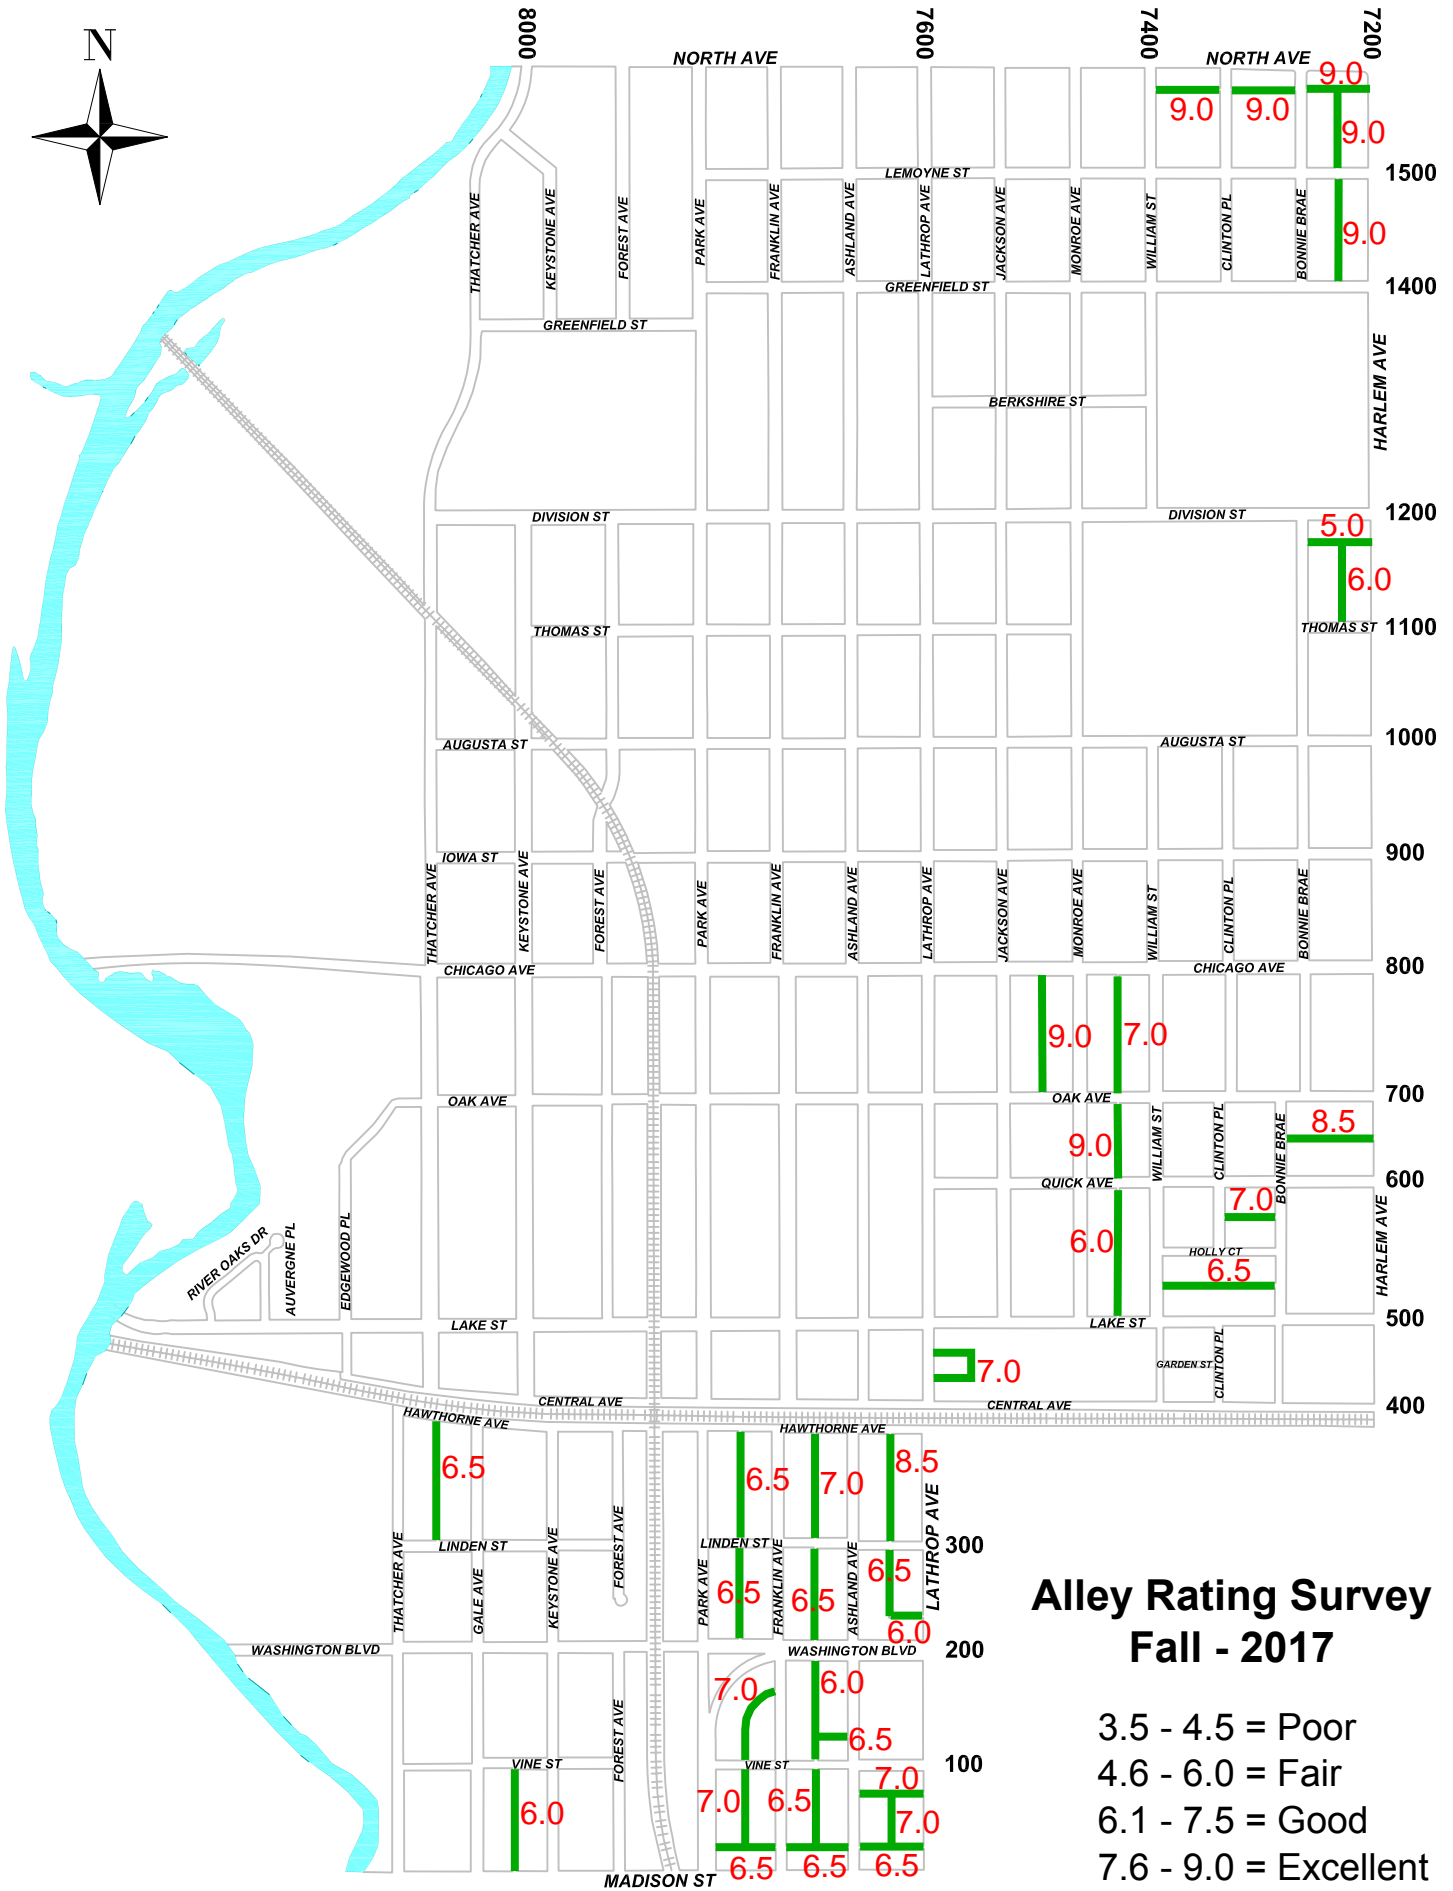 N
8000
7600
7400
7200
NORTH AVE
NORTH AVE
9.0
9.0
9.0
9.0
1500
LEMOYNE ST
THATCHER AVE
KEYSTONE AVE
FOREST AVE
PARK AVE
FRANKLIN AVE
ASHLAND AVE
LATHROP AVE
JACKSON AVE
MONROE AVE
WILLIAM ST
CLINTON PL
BONNIE BRAE
9.0
1400
GREENFIELD ST
GREENFIELD ST
HARLEM AVE
BERKSHIRE ST
1200
DIVISION ST
DIVISION ST
5.0
6.0
1100
THOMAS ST
THOMAS ST
1000
AUGUSTA ST
AUGUSTA ST
900
IOWA ST
THATCHER AVE
KEYSTONE AVE
FOREST AVE
PARK AVE
FRANKLIN AVE
ASHLAND AVE
LATHROP AVE
JACKSON AVE
MONROE AVE
WILLIAM ST
CLINTON PL
BONNIE BRAE
800
CHICAGO AVE
CHICAGO AVE
9.0
7.0
700
OAK AVE
OAK AVE
8.5
9.0
WILLIAM ST
CLINTON PL
BONNIE BRAE
600
QUICK AVE
7.0
6.0
HOLLY CT
6.5
RIVER OAKS DR
AUVERGNE PL
EDGEWOOD PL
HARLEM AVE
500
LAKE ST
LAKE ST
GARDEN ST
CLINTON PL
7.0
400
CENTRAL AVE
CENTRAL AVE
HAWTHORNE AVE
HAWTHORNE AVE
6.5
6.5
7.0
8.5
LATHROP AVE
300
LINDEN ST
LINDEN ST
THATCHER AVE
GALE AVE
KEYSTONE AVE
FOREST AVE
PARK AVE
FRANKLIN AVE
ASHLAND AVE
6.5
6.5
6.5
6.0
200
WASHINGTON BLVD
WASHINGTON BLVD
7.0
6.0
6.5
FOREST AVE
100
VINE ST
VINE ST
6.0
7.0
6.5
7.0
7.0
6.5
6.5
6.5
MADISON ST
Alley Rating Survey
Fall - 2017
3.5 - 4.5 = Poor
4.6 - 6.0 = Fair
6.1 - 7.5 = Good
7.6 - 9.0 = Excellent